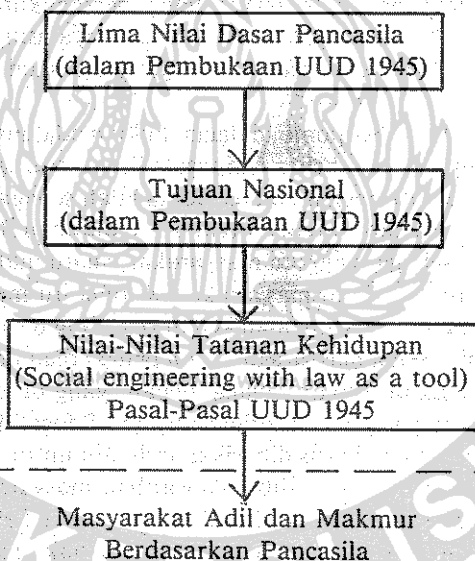 Lima Nilai Dasar Pancasila
(dalam Pembukaan UUD 1945)
Tujuan Nasional
(dalam Pembukaan UUD 1945)
Nilai-Nilai Tatanan Kehidupan
(Social engineering with law as a tool)
Pasal-Pasal UUD 1945
Masyarakat Adil dan Makmur
Berdasarkan Pancasila